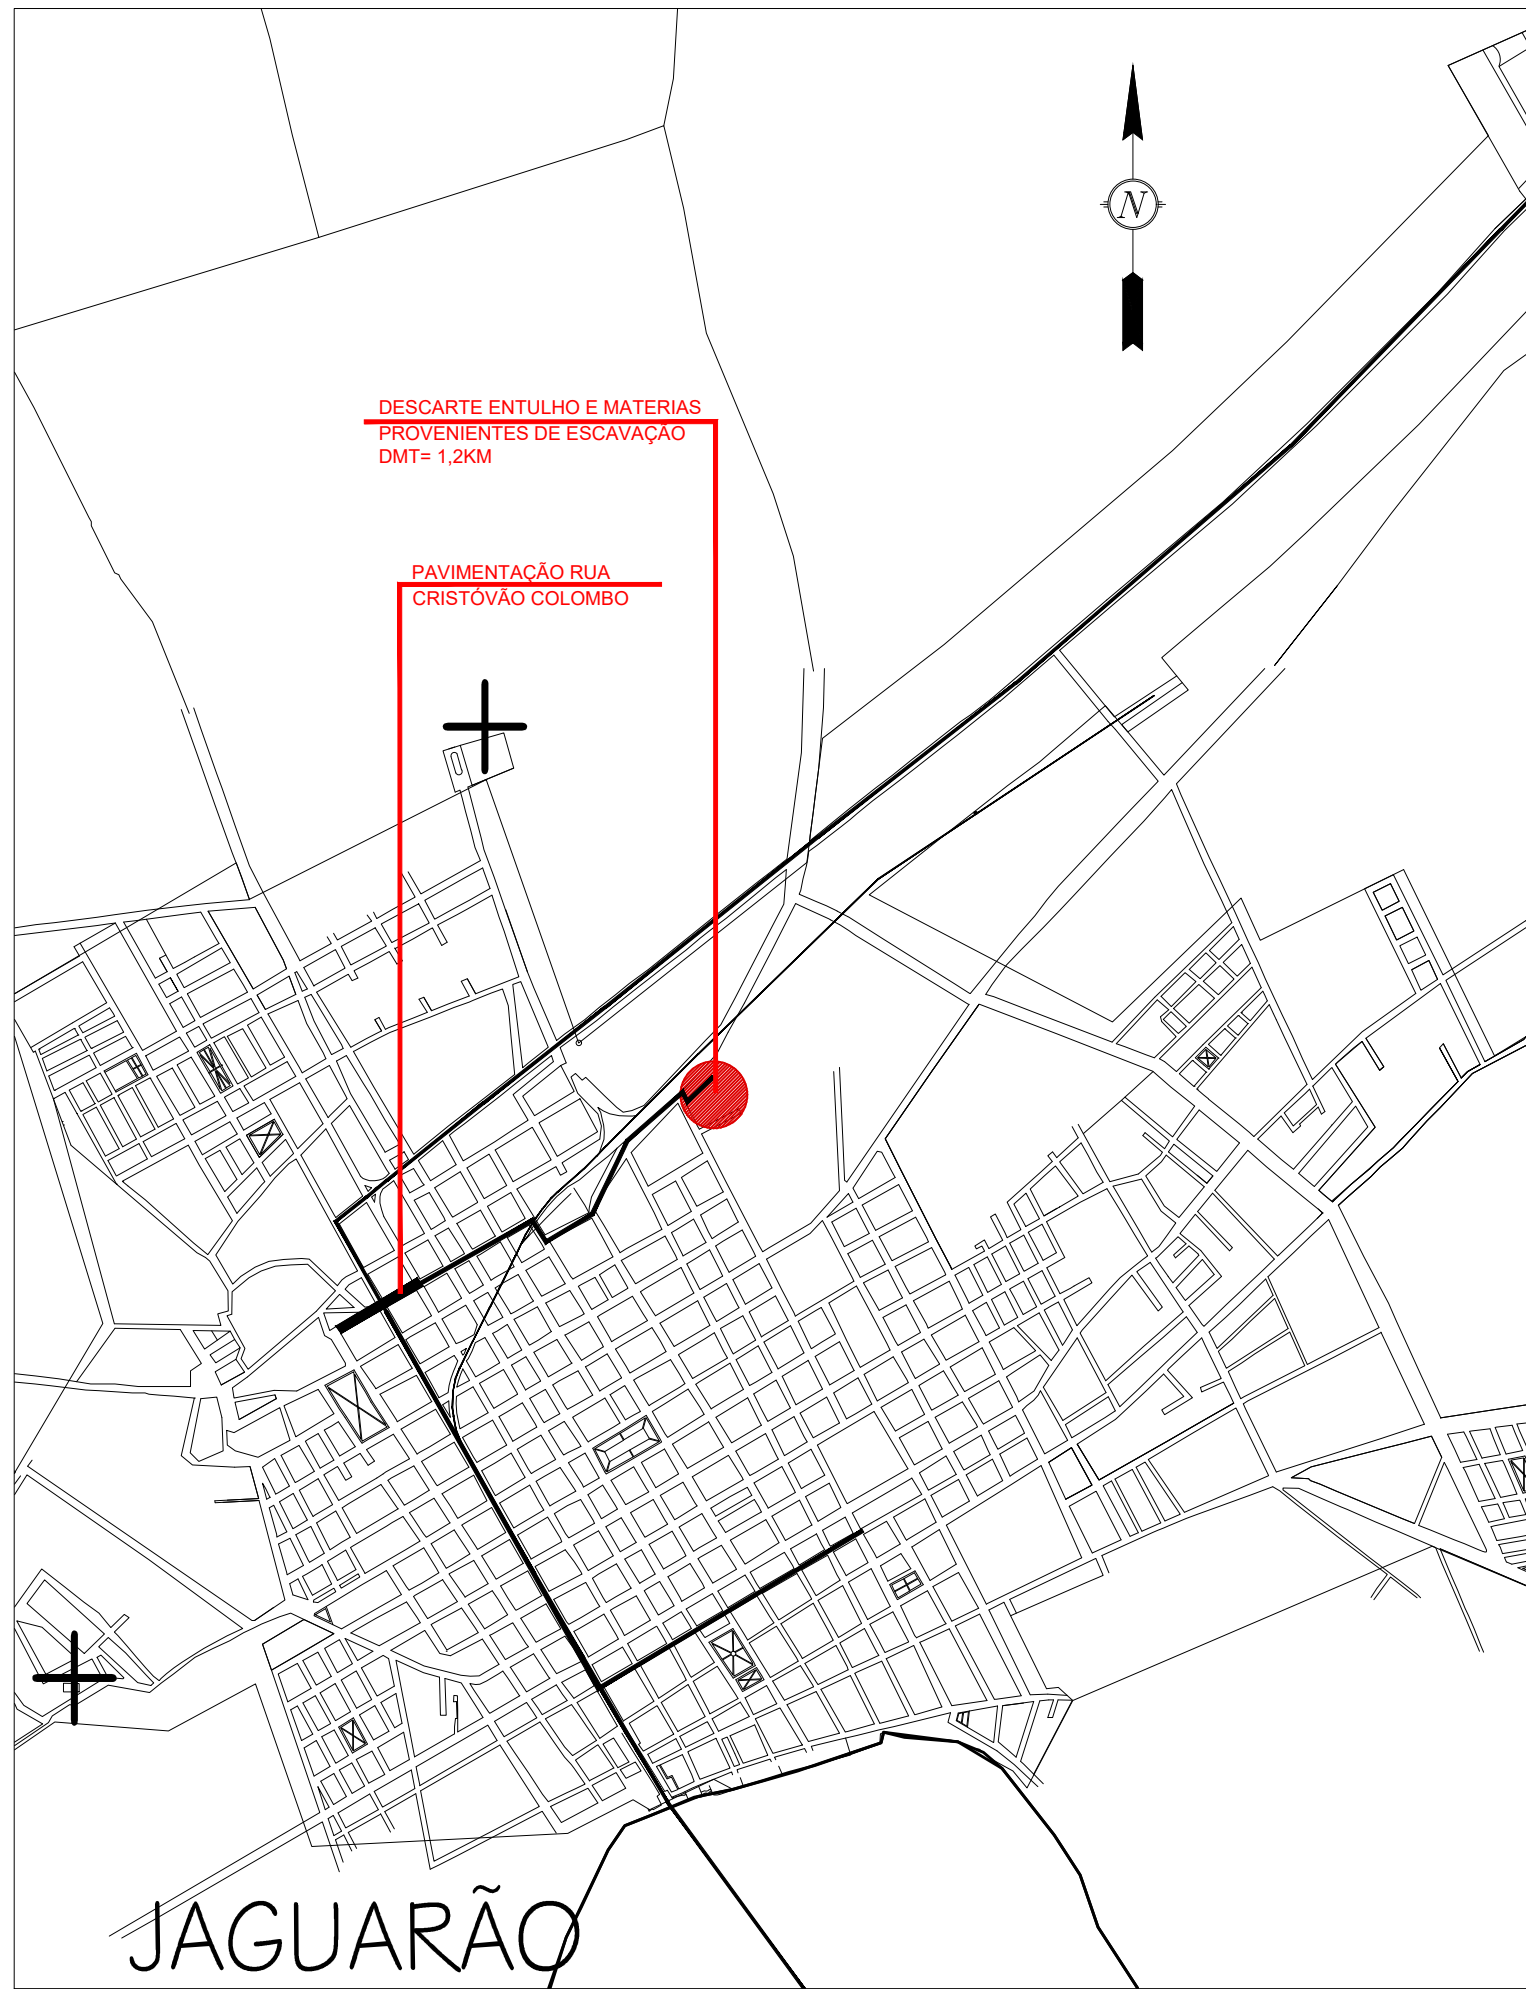 N
DESCARTE ENTULHO E MATERIAS
PROVENIENTES DE ESCAVAÇÃO
DMT= 1,2KM
PAVIMENTAÇÃO RUA
CRISTÓVÃO COLOMBO
JAGUARÃO